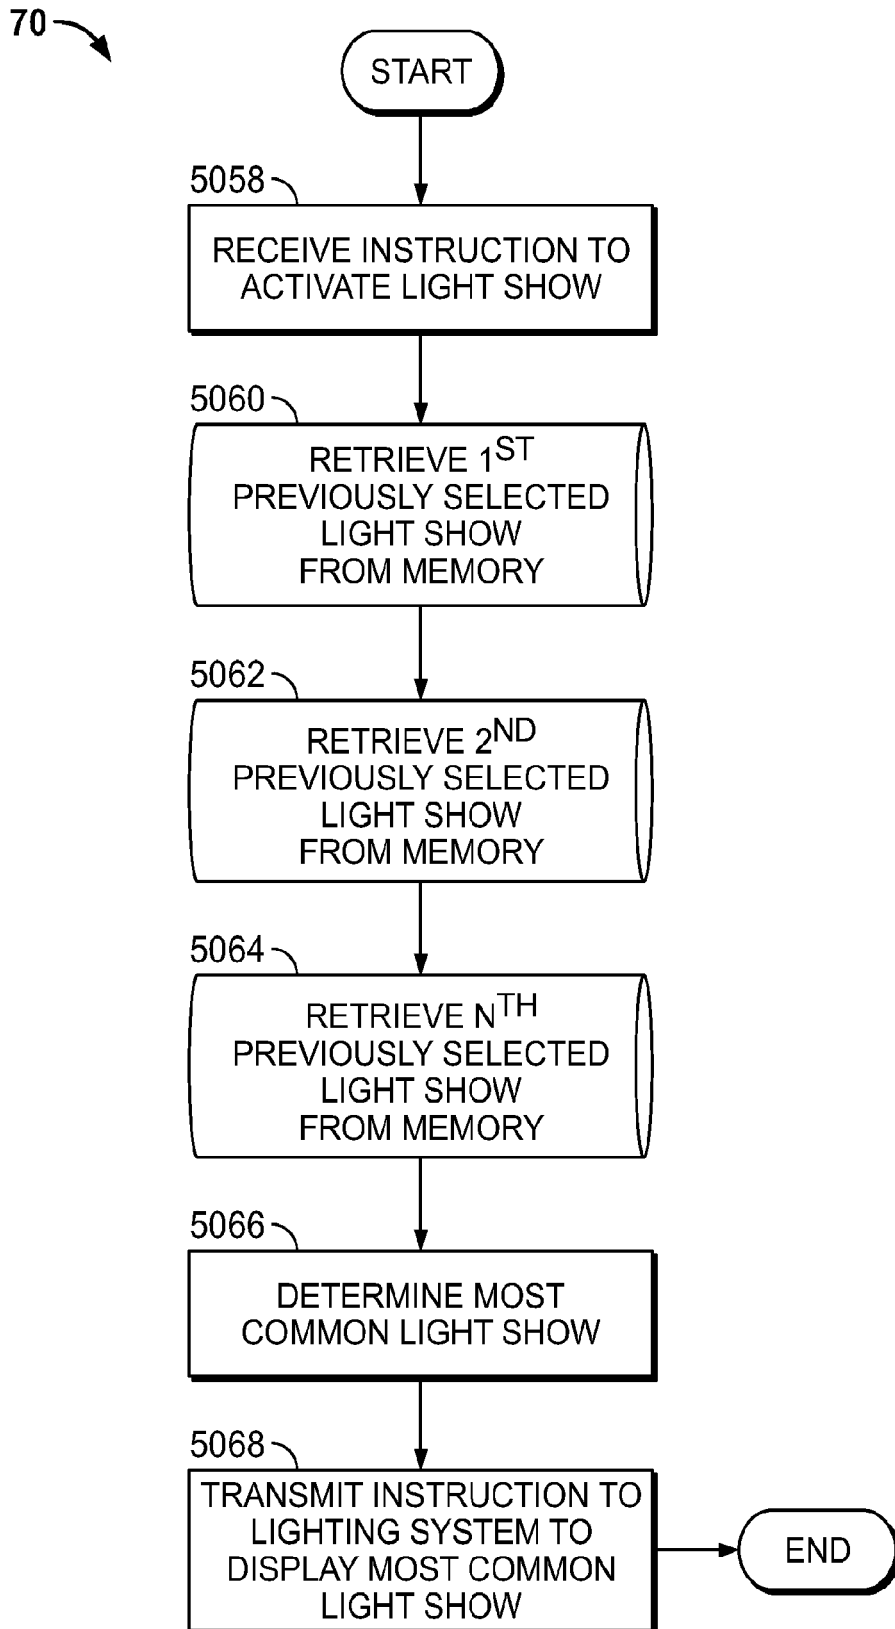 70
START
5058
RECEIVE INSTRUCTION TO
ACTIVATE LIGHT SHOW
5060
RETRIEVE 1ST
PREVIOUSLY SELECTED
LIGHT SHOW
FROM MEMORY
5062
RETRIEVE 2ND
PREVIOUSLY SELECTED
LIGHT SHOW
FROM MEMORY
5064
RETRIEVE NTH
PREVIOUSLY SELECTED
LIGHT SHOW
FROM MEMORY
5066
DETERMINE MOST
COMMON LIGHT SHOW
5068
TRANSMIT INSTRUCTION TO
LIGHTING SYSTEM TO
DISPLAY MOST COMMON
LIGHT SHOW
END